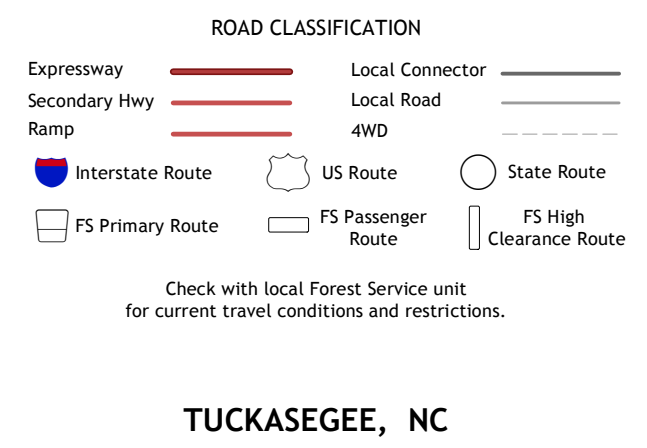 ROAD CLASSIFICATION
Expressway
Local Connector
Secondary Hwy
Local Road
Ramp
4WD
Interstate Route
US Route
State Route
FS Primary Route
FS Passenger
Route
FS High
Clearance Route
Check with local Forest Service unit
for current travel conditions and restrictions.
TUCKASEGEE, NC